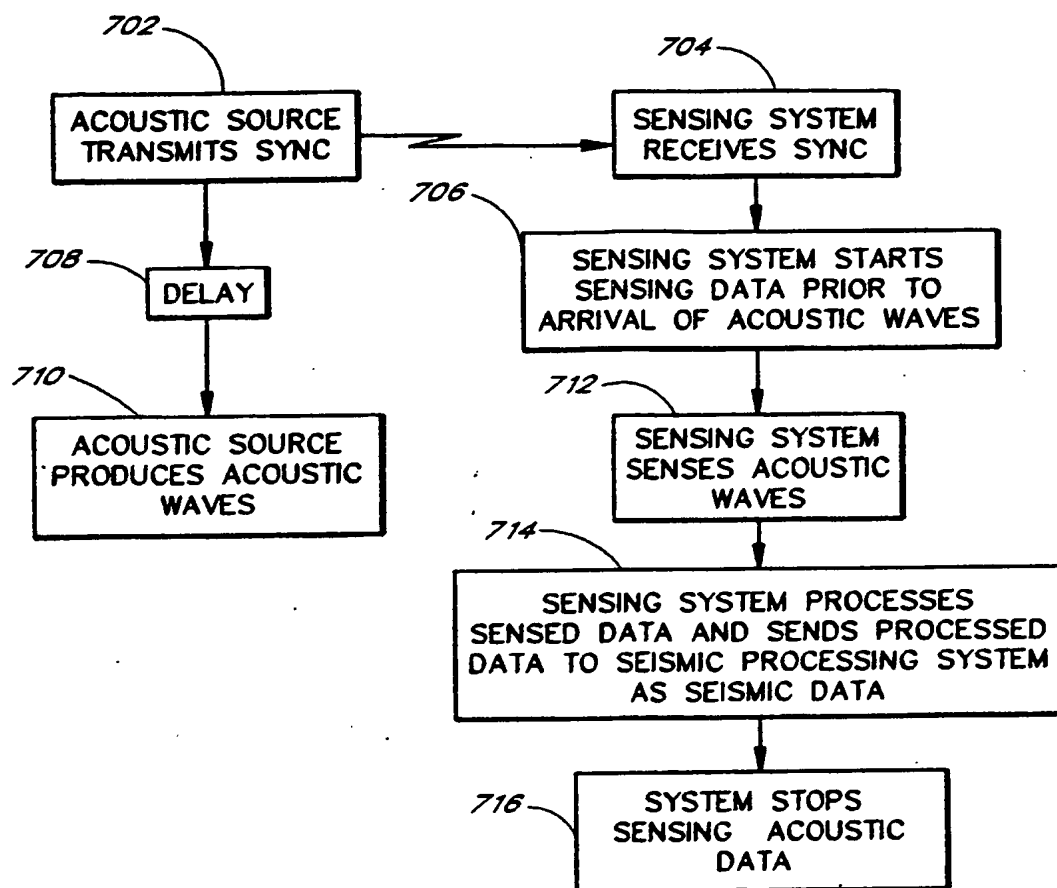 702
ACOUSTIC SOURCE
TRANSMITS SYNC
704
SENSING SYSTEM
RECEIVES SYNC
706
SENSING SYSTEM STARTS
SENSING DATA PRIOR TO
ARRIVAL OF ACOUSTIC WAVES
708
DELAY
710
ACOUSTIC SOURCE
PRODUCES ACOUSTIC
WAVES
712
SENSING SYSTEM
SENSES ACOUSTIC
WAVES
714
SENSING SYSTEM PROCESSES
SENSED DATA AND SENDS PROCESSED
DATA TO SEISMIC PROCESSING SYSTEM
AS SEISMIC DATA
716
SYSTEM STOPS
SENSING ACOUSTIC
DATA